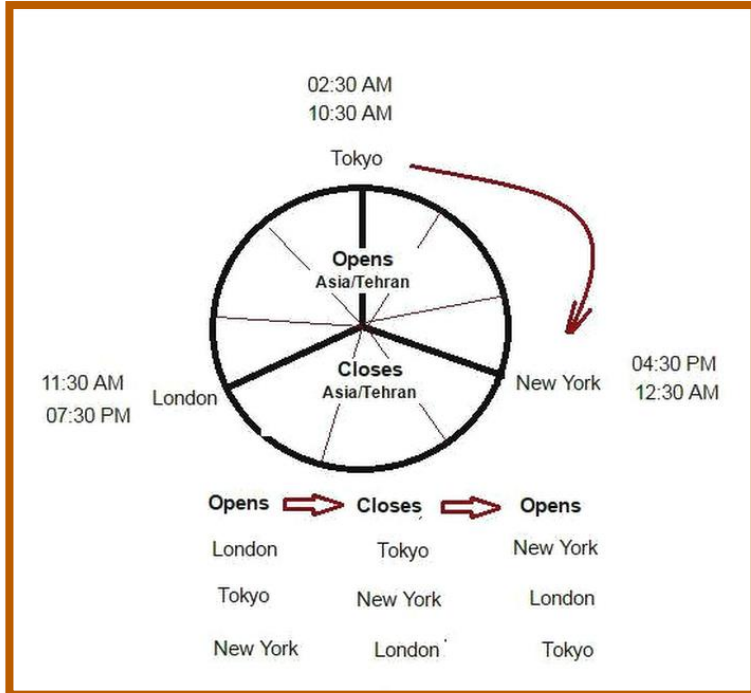 02:30 AM
10:30 AM
Tokyo
Opens
Asia/Tehran
Closes
Asia/Tehran
11:30 AM
07:30 PM
London
New York
04:30 PM
12:30 AM
Opens Closes Opens
London Tokyo New York
Tokyo New York London
New York London Tokyo